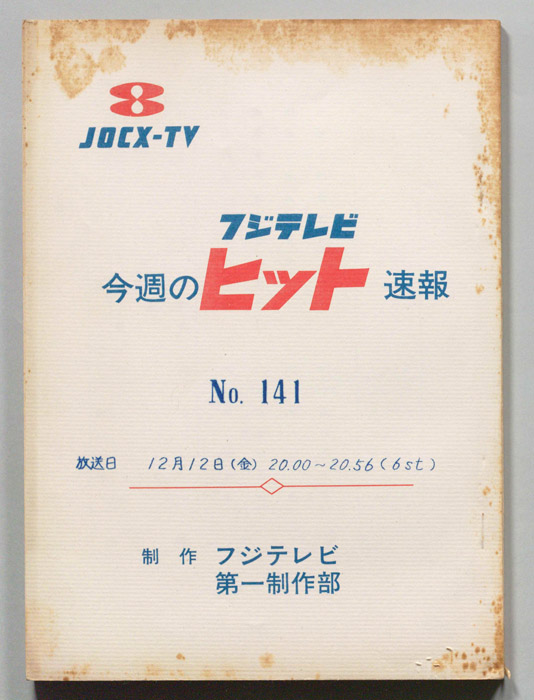 8
JOCX-TV
フジテレビ
今週のヒット速報
No. 141
放送日 12月12日(金) 20.00~20.56(6st)
制作 フジテレビ
第一制作部